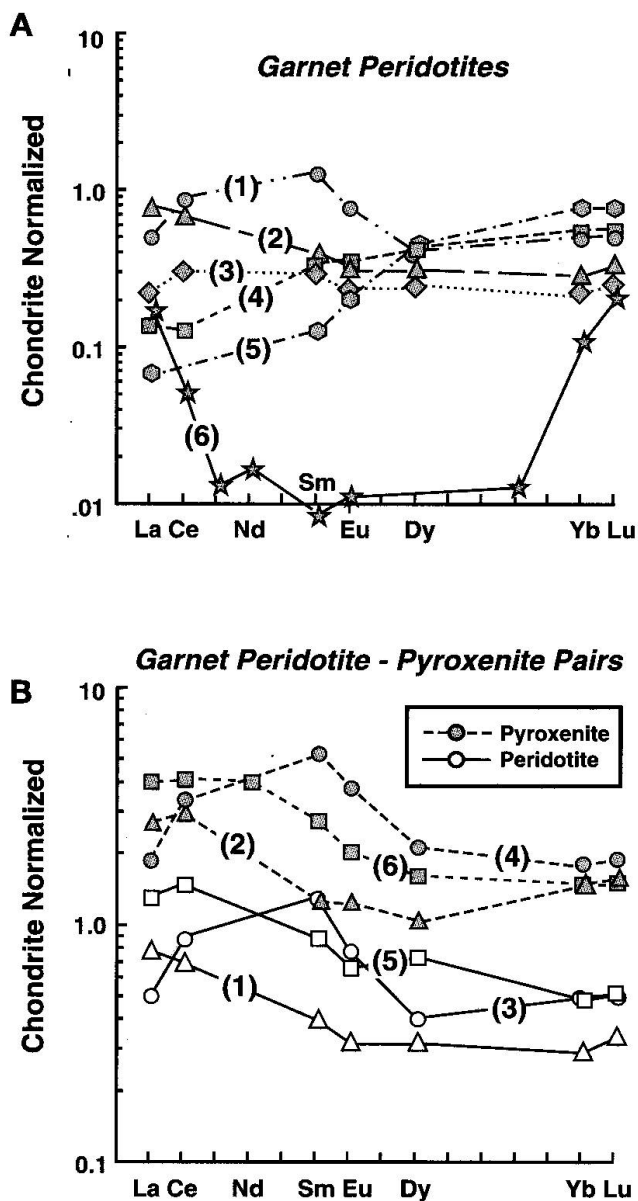 A
Garnet Peridotites
Chondrite Normalized
10
1.0
0.1
.01
(1)
(2)
(3)
(4)
(5)
(6)
Sm
La Ce Nd Eu Dy Yb Lu
Garnet Peridotite - Pyroxenite Pairs
B
Chondrite Normalized
10
1.0
0.1
Pyroxenite
Peridotite
(2)
(4)
(6)
(5)
(1)
(3)
La Ce Nd Sm Eu Dy Yb Lu